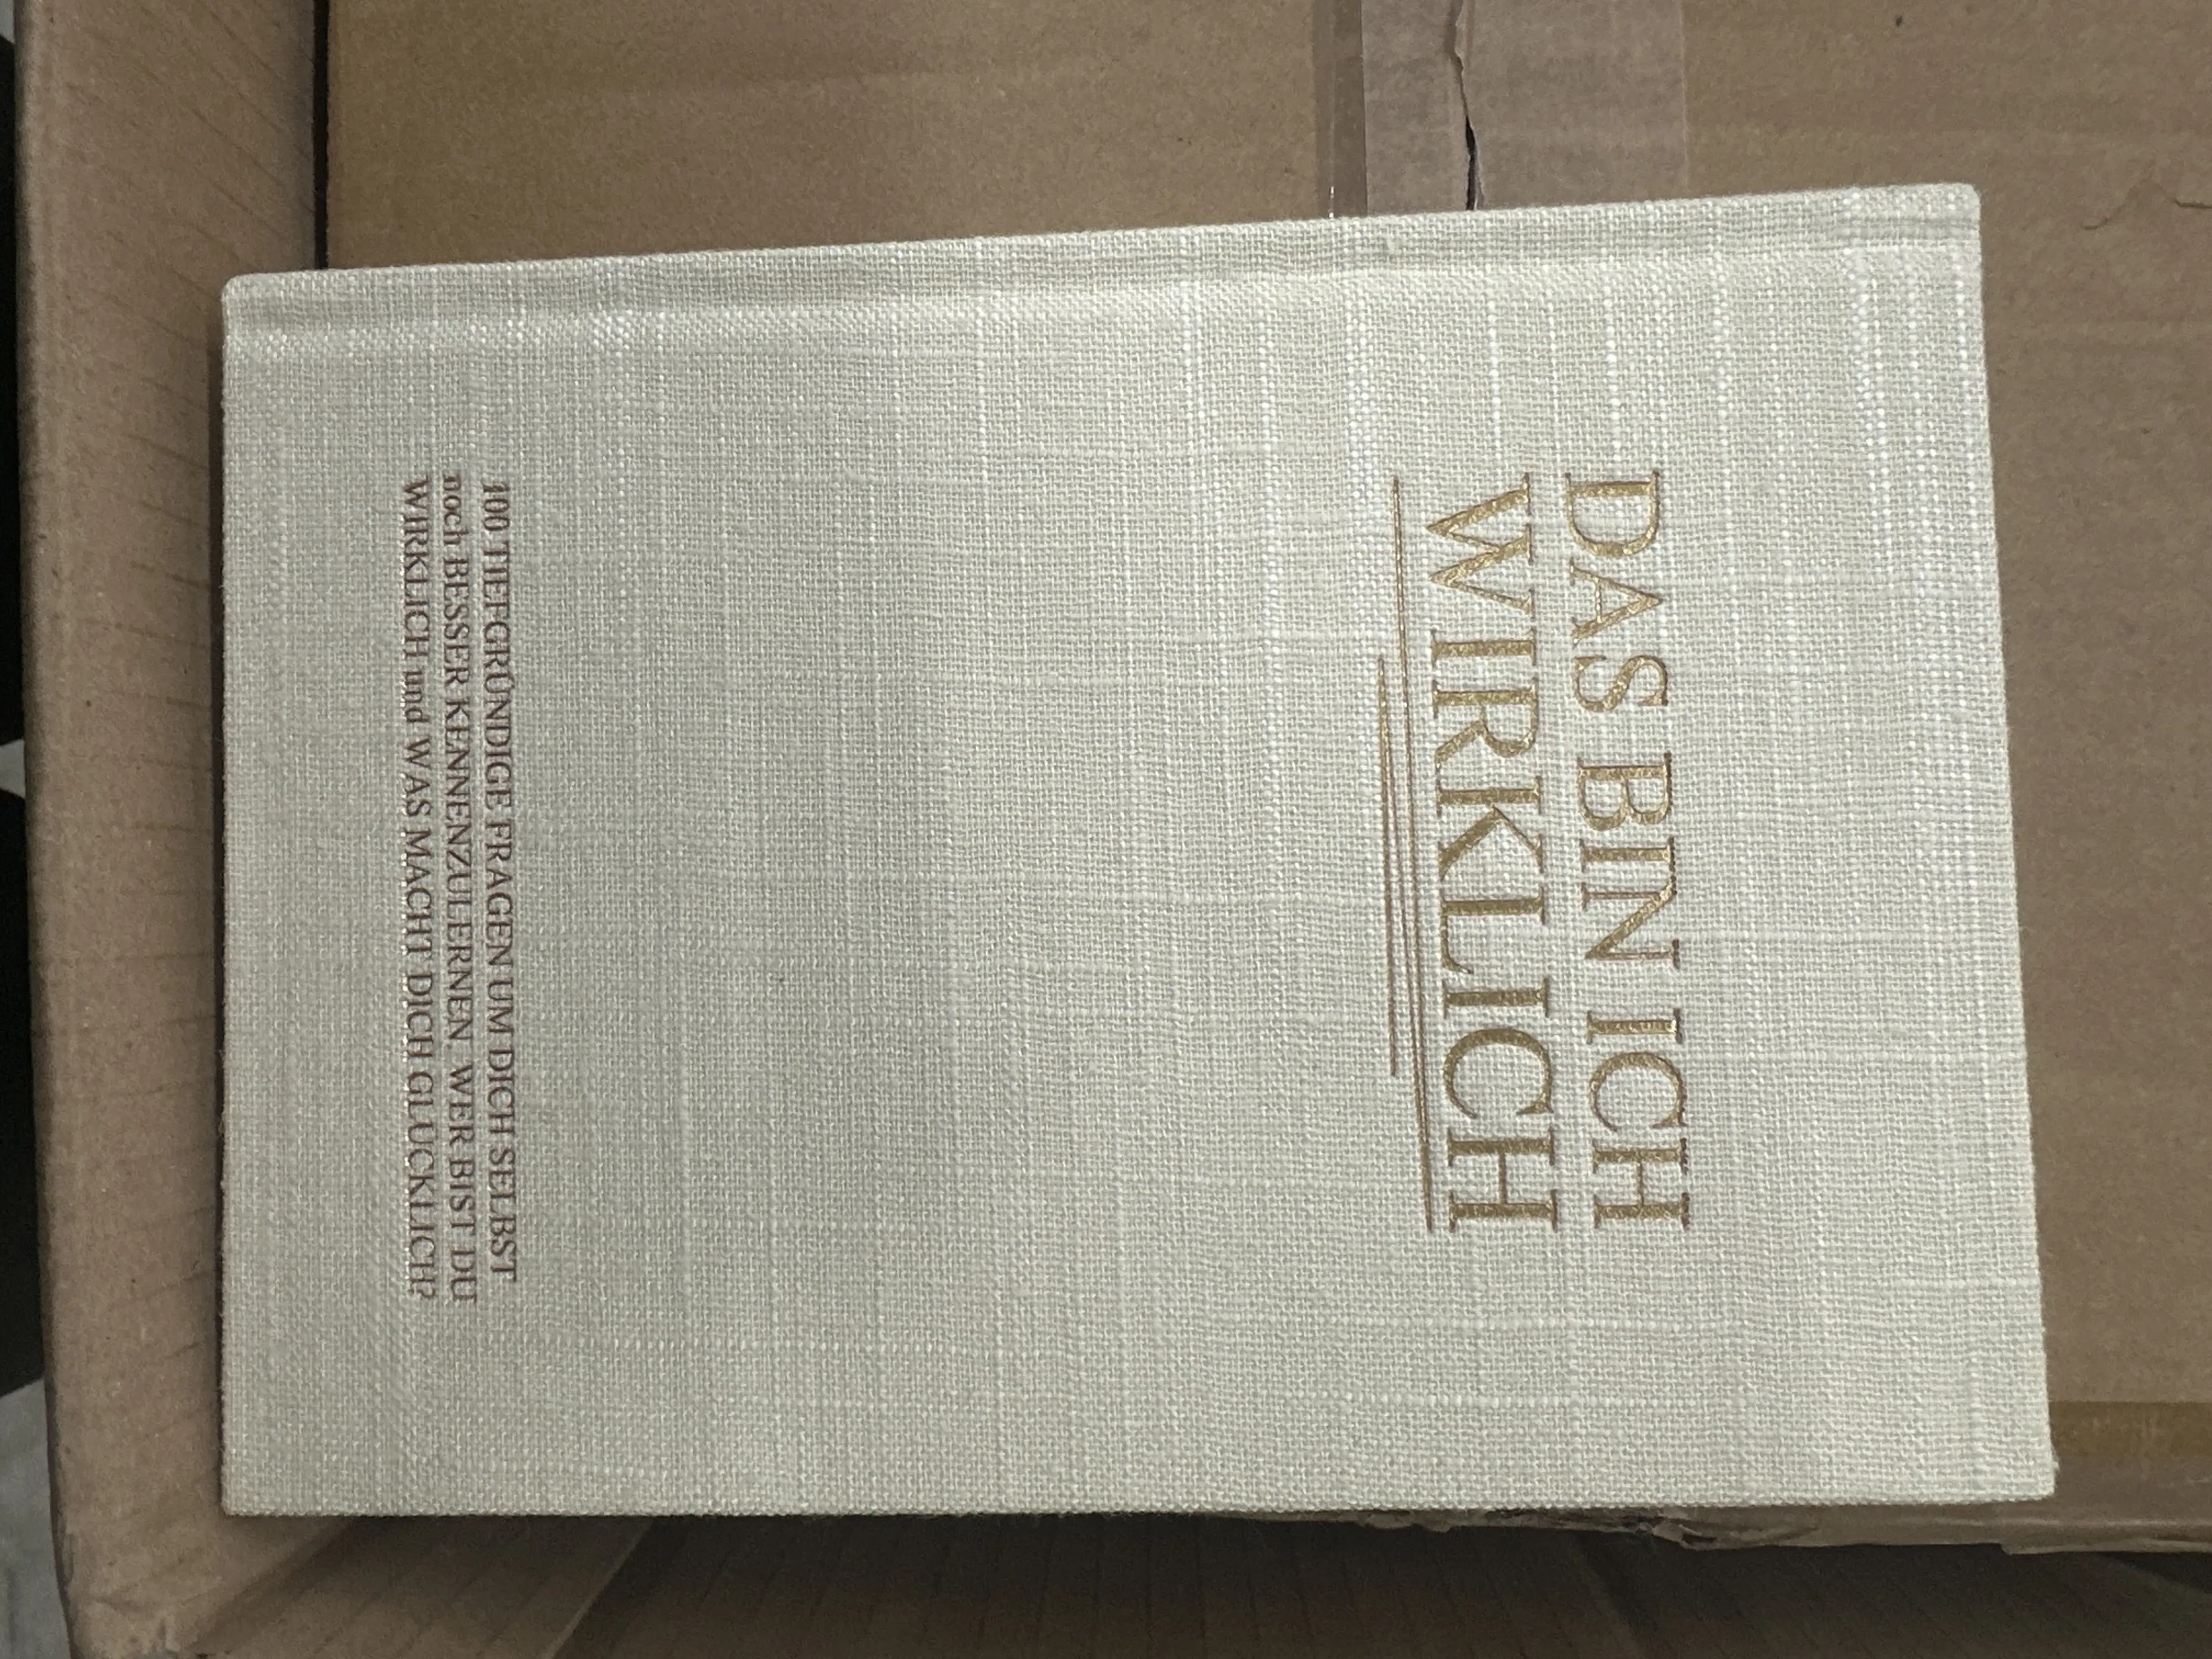 DAS BIN ICH
WIRKLICH
100 TIEFGRÜNDIGE FRAGEN UM DICH SELBST
noch BESSER KENNENZULERNEN. WER BIST DU
WIRKLICH und WAS MACHT DICH GLÜCKLICH?